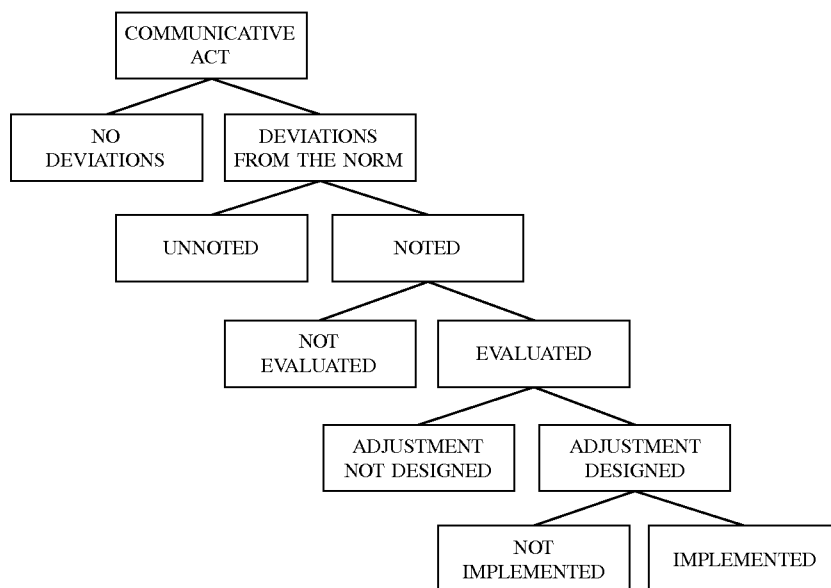 COMMUNICATIVE
ACT
NO
DEVIATIONS
DEVIATIONS
FROM THE NORM
UNNOTED
NOTED
NOT
EVALUATED
EVALUATED
ADJUSTMENT
NOT DESIGNED
ADJUSTMENT
DESIGNED
NOT
IMPLEMENTED
IMPLEMENTED